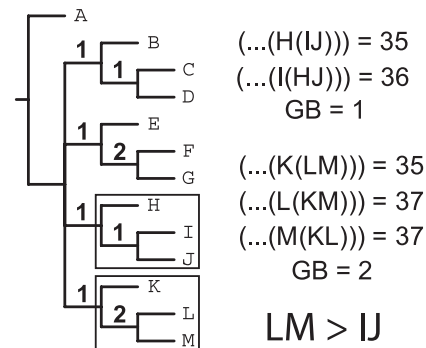 A
B
1
C
1
D
E
1
F
2
G
H
1
I
1
J
K
1
L
2
M
(...(H(IJ))) = 35
(...(I(HJ))) = 36
GB = 1
(...(K(LM))) = 35
(...(L(KM))) = 37
(...(M(KL))) = 37
GB = 2
LM > IJ